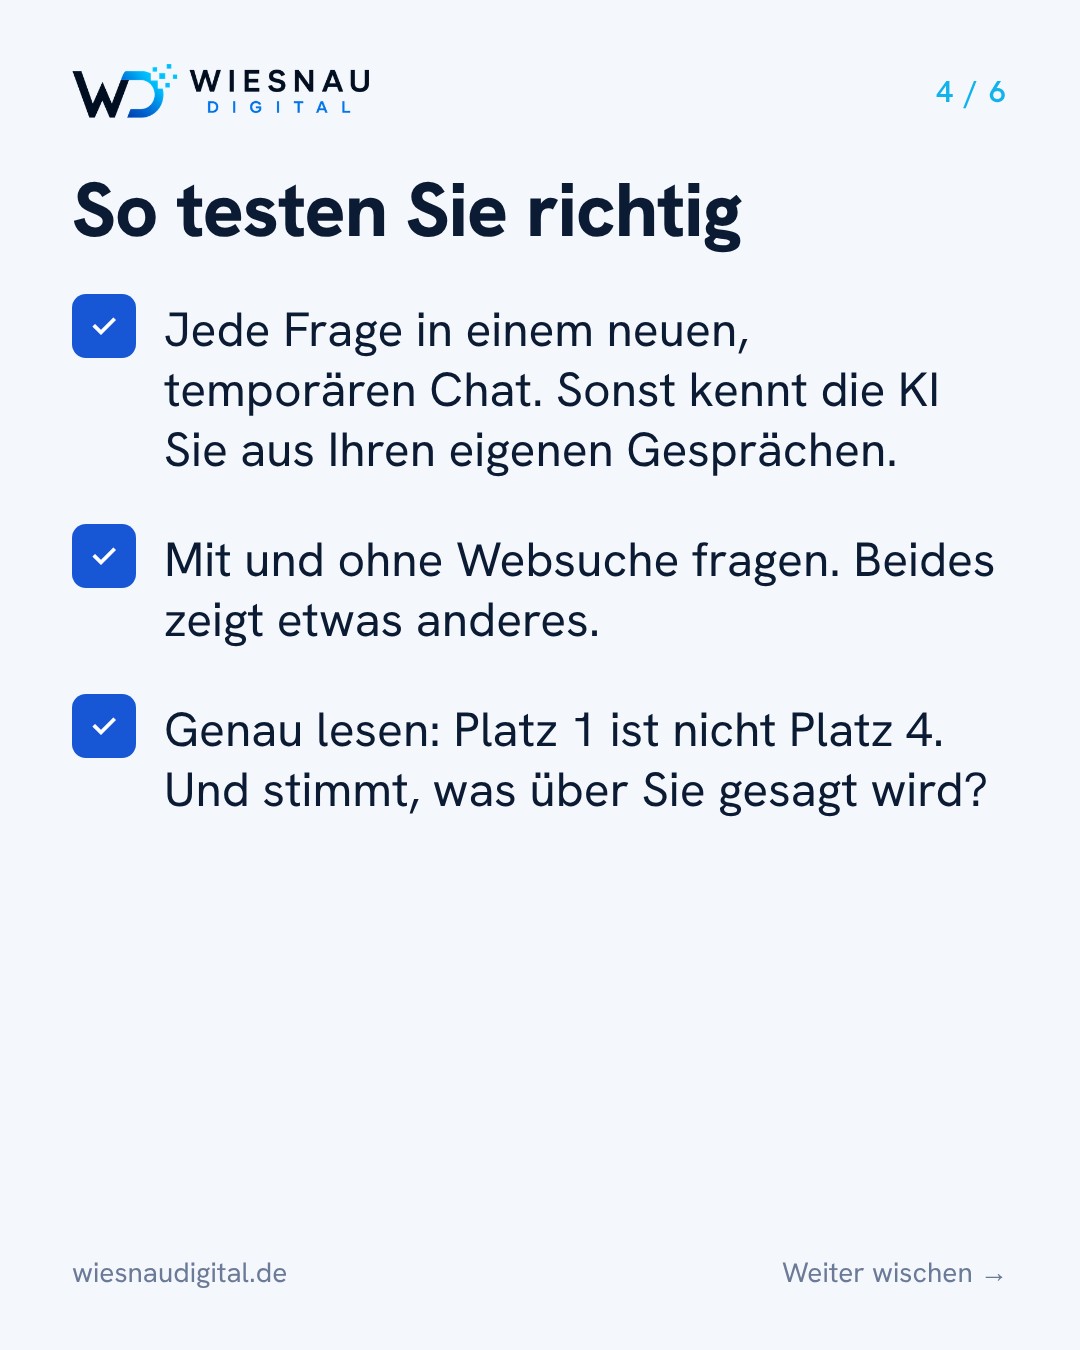 WIESNAU
DIGITAL
4 / 6
So testen Sie richtig
Jede Frage in einem neuen,
temporären Chat. Sonst kennt die KI
Sie aus Ihren eigenen Gesprächen.
Mit und ohne Websuche fragen. Beides
zeigt etwas anderes.
Genau lesen: Platz 1 ist nicht Platz 4.
Und stimmt, was über Sie gesagt wird?
wiesnaudigital.de
Weiter wischen →